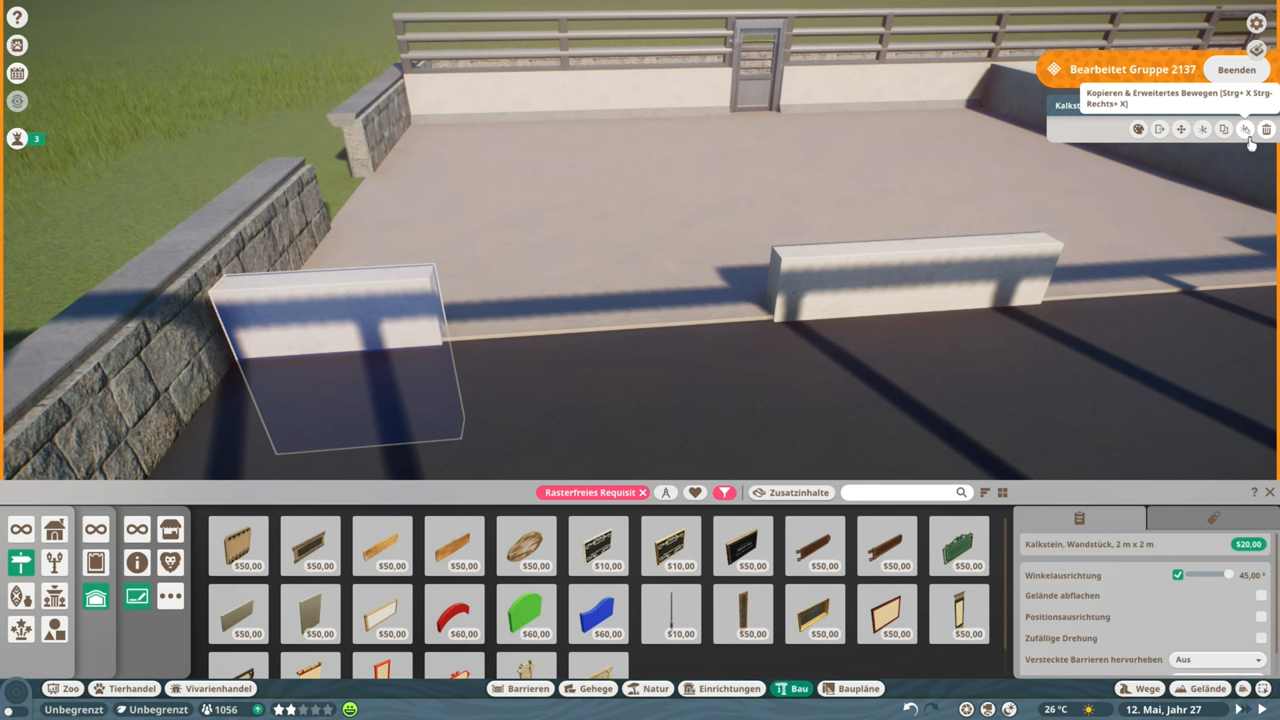 ?
3
Bearbeitet Gruppe 2137
Beenden
Kopieren & Erweitertes Bewegen [Strg+ X Strg-
Rechts+ X]
Kalks
Rasterfreies Requisit ×
Zusatzinhalte
? ×
$50,00 $50,00 $50,00 $50,00 $50,00 $10,00 $10,00 $50,00 $50,00 $50,00 $50,00
$50,00 $50,00 $50,00 $60,00 $60,00 $60,00 $10,00 $50,00 $50,00 $50,00 $50,00
Kalkstein, Wandstück, 2 m x 2 m
$20,00
Winkelausrichtung
45,00 °
Gelände abflachen
Positionsausrichtung
Zufällige Drehung
Versteckte Barrieren hervorheben
Aus
Zoo
Tierhandel
Vivarienhandel
Barrieren
Gehege
Natur
Einrichtungen
Bau
Baupläne
Wege
Gelände
Unbegrenzt
Unbegrenzt
1056
26 °C
12. Mai, Jahr 27